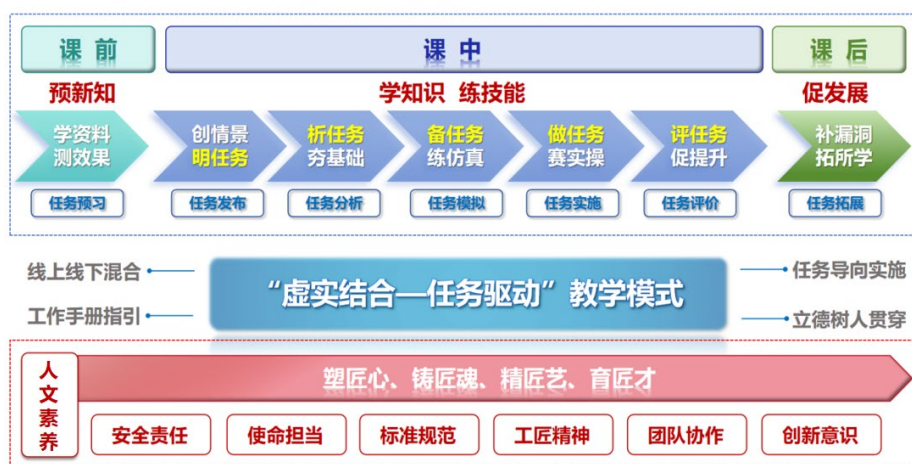 课 前
课 中
课 后
预新知
学知识 练技能
促发展
学资料
测效果
创情景
明任务
析任务
夯基础
备任务
练仿真
做任务
赛实操
评任务
促提升
补漏洞
拓所学
任务预习
任务发布
任务分析
任务模拟
任务实施
任务评价
任务拓展
线上线下混合
工作手册指引
“虚实结合—任务驱动”教学模式
任务导向实施
立德树人贯穿
人文素养
塑匠心、铸匠魂、精匠艺、育匠才
安全责任
使命担当
标准规范
工匠精神
团队协作
创新意识